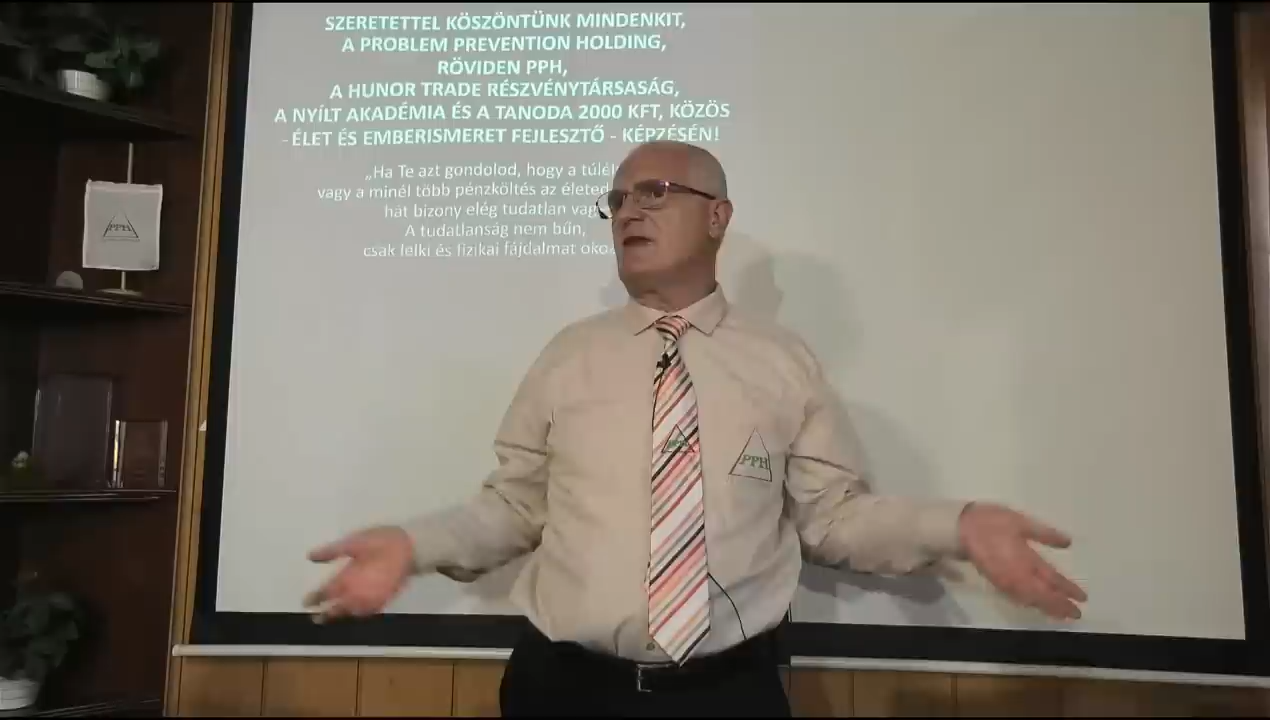 SZERETETTEL KÖSZÖNTÜNK MINDENKIT,
A PROBLEM PREVENTION HOLDING,
RÖVIDEN PPH,
A HUNOR TRADE RÉSZVÉNYTÁRSASÁG,
A NYÍLT AKADÉMIA ÉS A TANODA 2000 KFT, KÖZÖS
- ÉLET ÉS EMBERISMERET FEJLESZTŐ - KÉPZÉSÉN!
„Ha Te azt gondolod, hogy a
vagy a minél több pénzköltés az
hát bizony elég tudatlan
A tudatlanság nem bűn,
csak lelki és fizikai fájdalmat
PPH
PPH
PPH